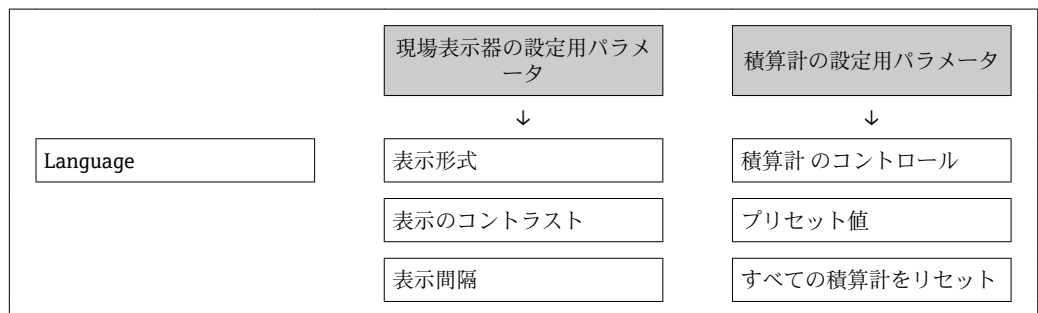 現場表示器の設定用パラメ
ータ
積算計の設定用パラメータ
↓
↓
Language
表示形式
積算計 のコントロール
表示のコントラスト
プリセット値
表示間隔
すべての積算計をリセット